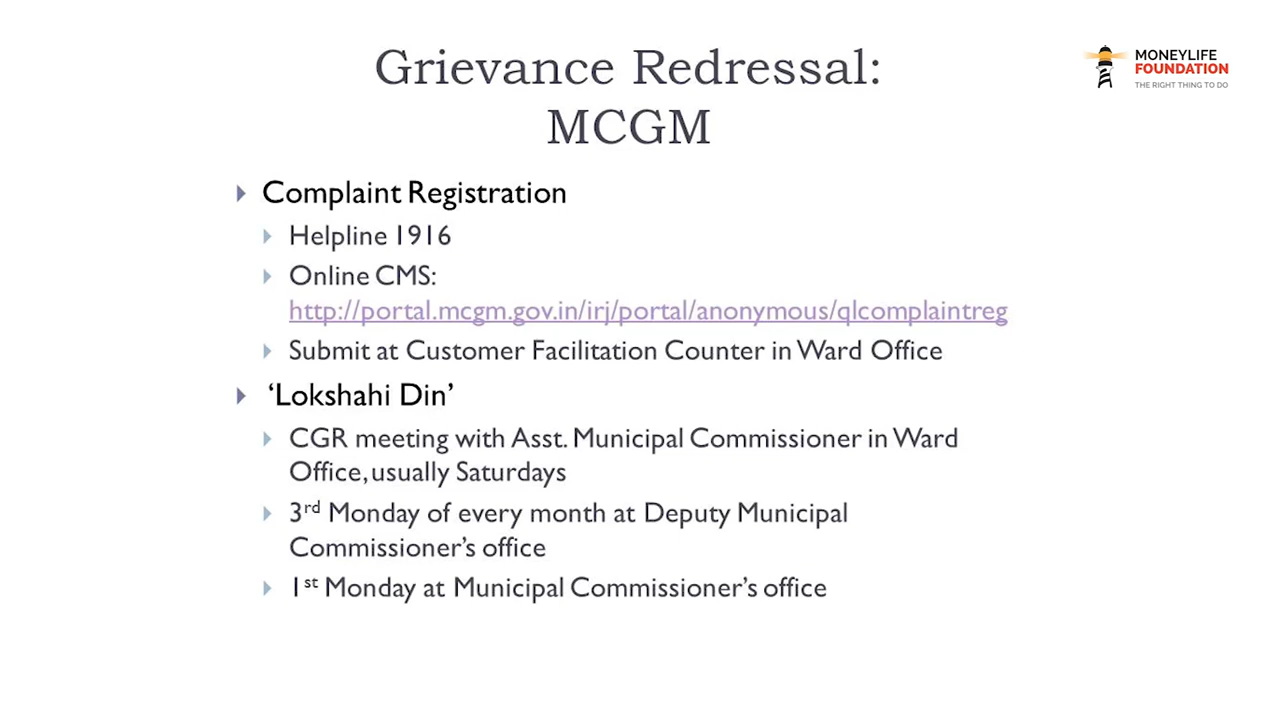 Grievance Redressal:
MCGM
MONEYLIFE
FOUNDATION
THE RIGHT THING TO DO
Complaint Registration
Helpline 1916
Online CMS:
http://portal.mcgm.gov.in/irj/portal/anonymous/qlcomplaintreg
Submit at Customer Facilitation Counter in Ward Office
‘Lokshahi Din’
CGR meeting with Asst. Municipal Commissioner in Ward
Office, usually Saturdays
3rd Monday of every month at Deputy Municipal
Commissioner’s office
1st Monday at Municipal Commissioner’s office